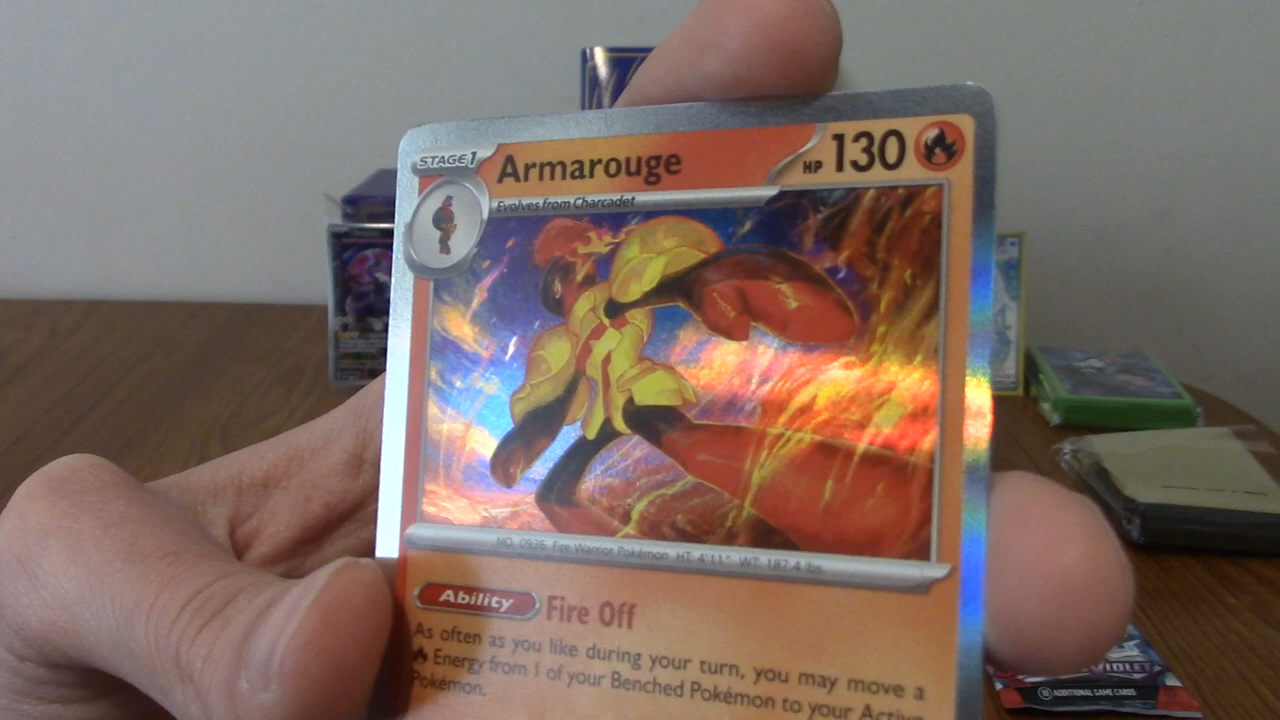 STAGE1 Armarouge HP 130
Evolves from Charcadet
NO. 0936 Fire Warrior Pokémon HT: 4'11" WT: 187.4 lbs.
Ability Fire Off
As often as you like during your turn, you may move a
Energy from 1 of your Benched Pokémon to your Active
Pokémon.
VIOLET
10 ADDITIONAL GAME CARDS